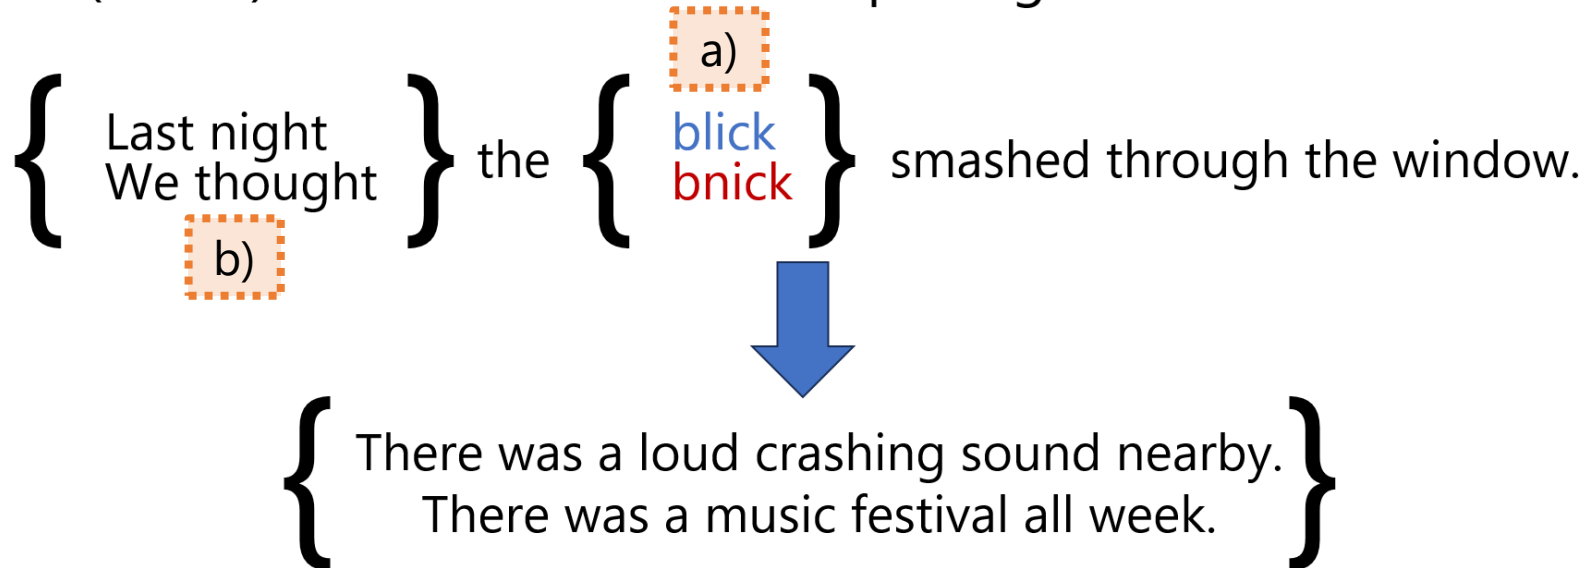 a)
{ Last night
We thought } the { blick
bnick } smashed through the window.
b)
{ There was a loud crashing sound nearby.
There was a music festival all week. }